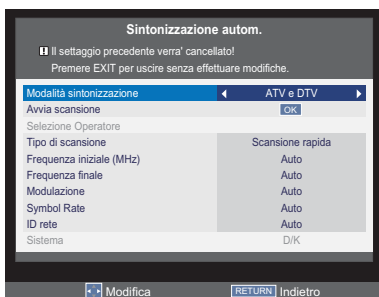 Sintonizzazione autom.
Il settaggio precedente verra' cancellato!
Premere EXIT per uscire senza effettuare modifiche.
Modalità sintonizzazione ATV e DTV
Avvia scansione OK
Selezione Operatore
Tipo di scansione Scansione rapida
Frequenza iniziale (MHz) Auto
Frequenza finale Auto
Modulazione Auto
Symbol Rate Auto
ID rete Auto
Sistema D/K
Modifica RETURN Indietro